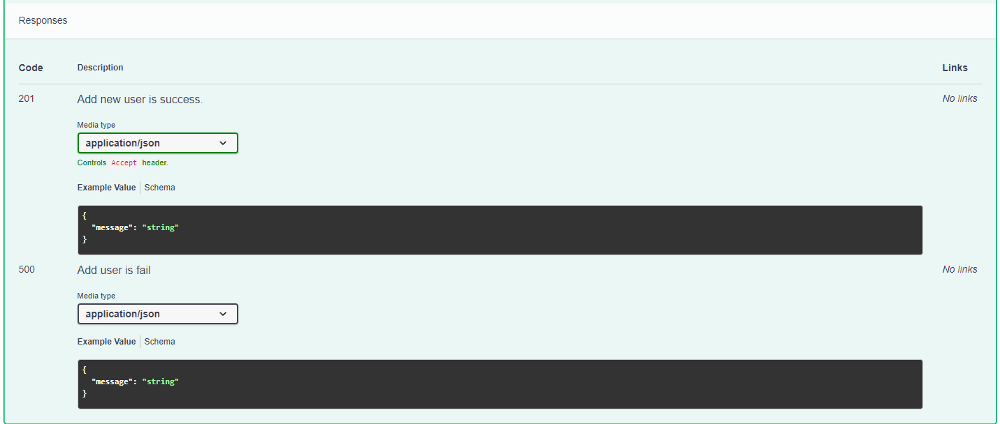 Responses
Code Description Links
201 Add new user is success. No links
Media type
application/json
Controls Accept header.
Example Value Schema
{
"message": "string"
}
500 Add user is fail No links
Media type
application/json
Example Value Schema
{
"message": "string"
}